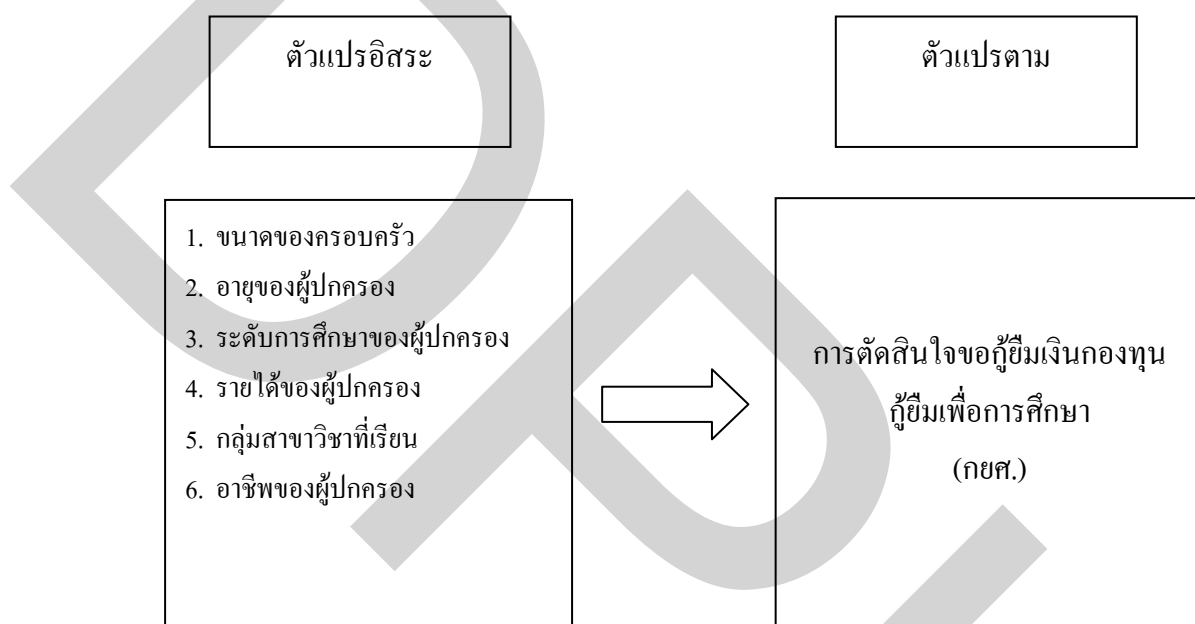 ตัวแปรอิสระ
ตัวแปรตาม
1. ขนาดของครอบครัว
2. อายุของผู้ปกครอง
3. ระดับการศึกษาของผู้ปกครอง
4. รายได้ของผู้ปกครอง
5. กลุ่มสาขาวิชาที่เรียน
6. อาชีพของผู้ปกครอง
การตัดสินใจขอกู้ยืมเงินกองทุน
กู้ยืมเพื่อการศึกษา
(กยศ.)